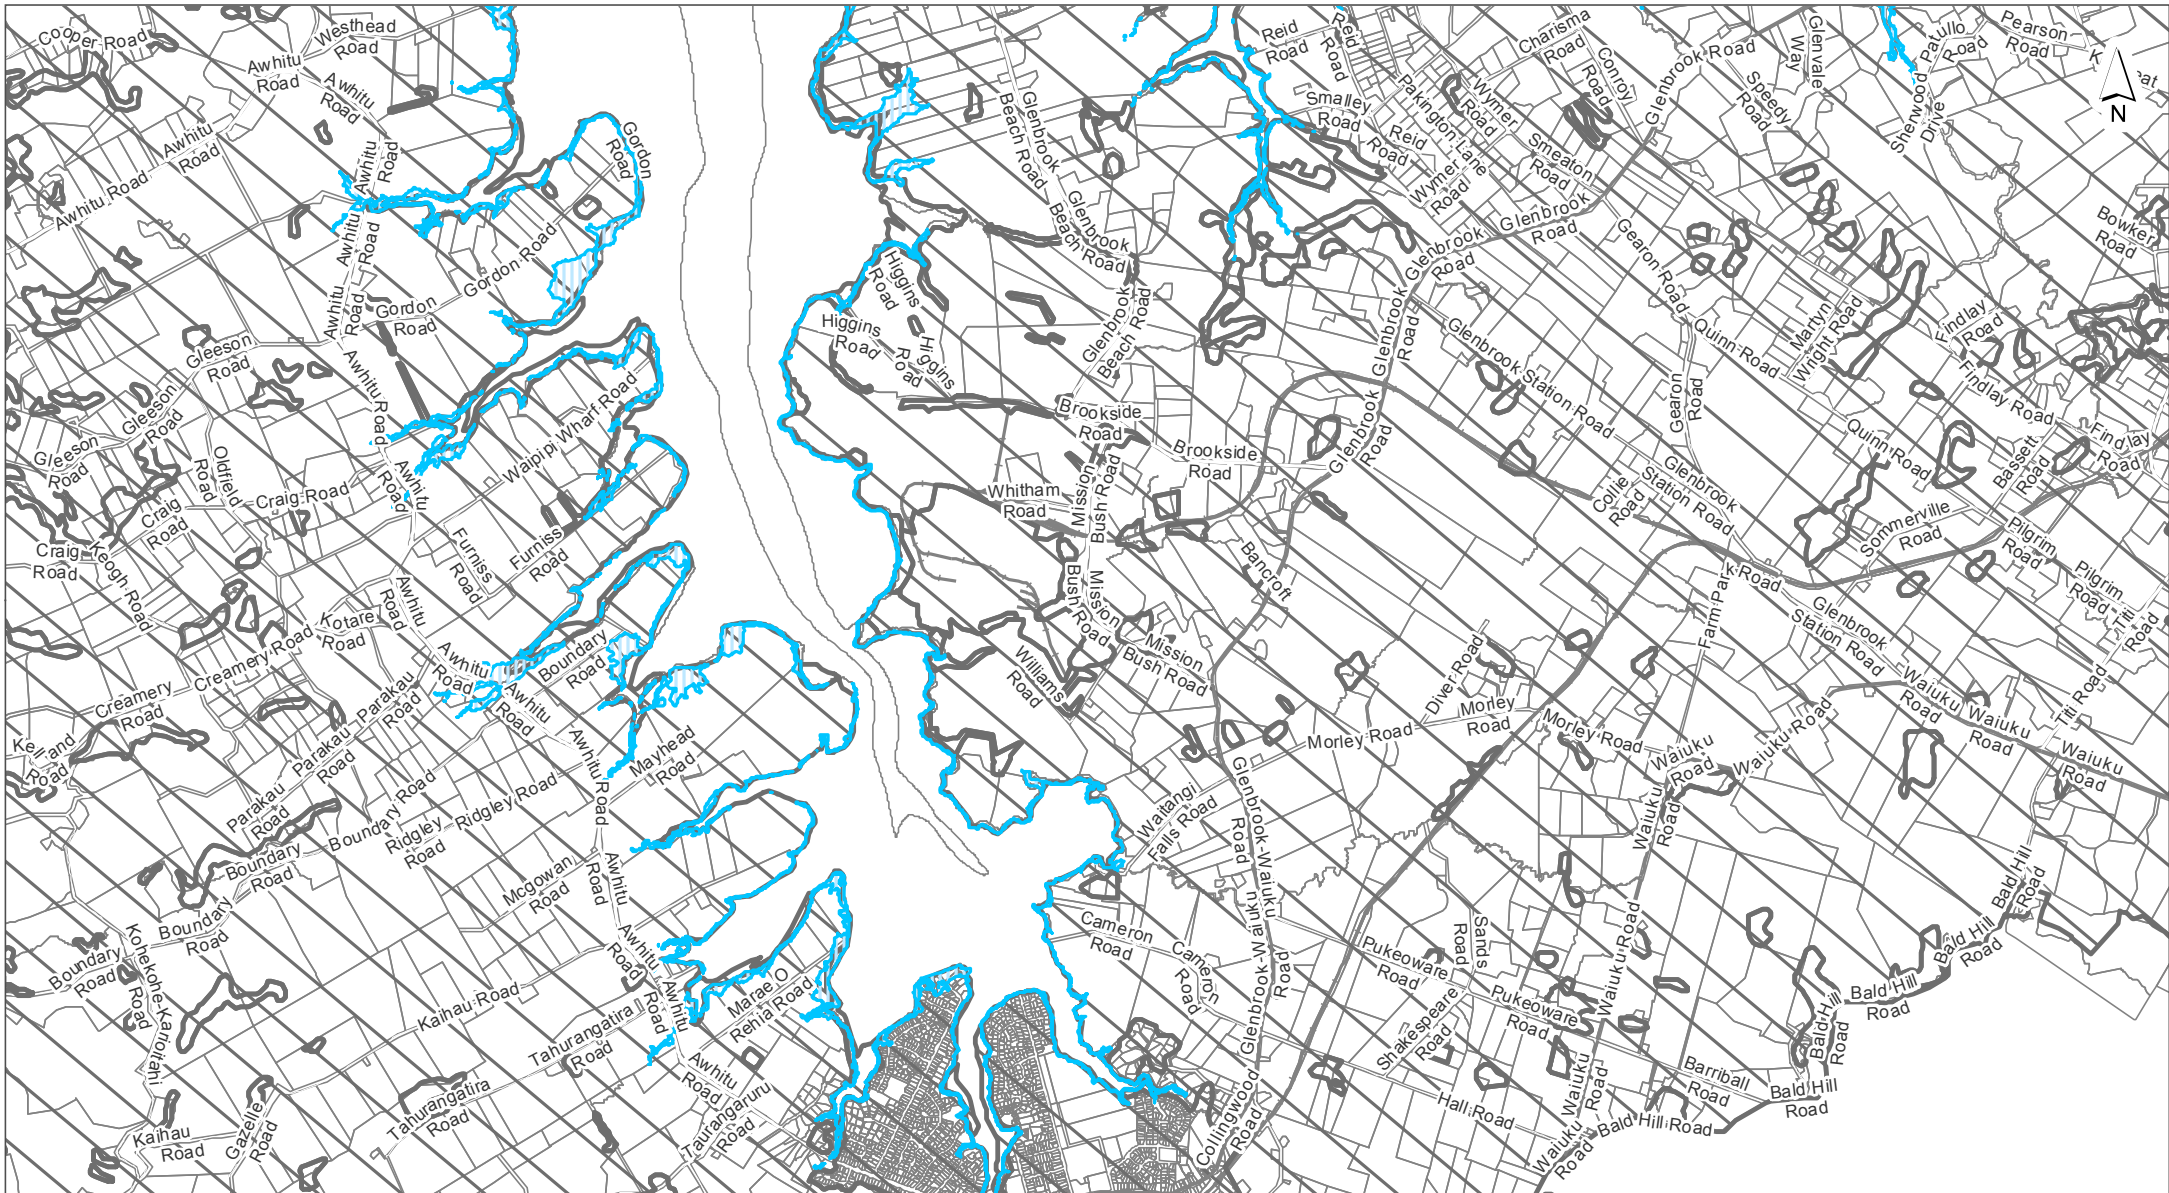 Cooper Road
Westhead
Road
Awhitu
Road
Awhitu
Road
Awhitu
Road
Awhitu Road
Awhitu
Road
Awhitu
Road
Awhitu
Road
Gordon
Road
Gordon Road
Gordon
Road
Gleeson
Road
Gleeson
Road
Gleeson
Road
Awhitu Road
Oldfield
Road
Craig Road
Craig
Road
Craig
Road
Keogh Road
Awhitu
Road
Waipipi Wharf Road
Furniss
Road
Furniss
Road
Awhitu
Road
Kotare
Road
Creamery Road
Creamery
Road
Awhitu
Road
Boundary
Road
Awhitu
Road
Parakau
Road
Parakau
Road
Parakau
Road
Road
Awhitu Road
Mayhead
Road
Ridgley Road
Ridgley
Road
Boundary Road
Boundary
Road
Boundary
Road
Boundary
Road
Mcgowan
Road
Awhitu
Road
Awhitu
Road
Awhitu
Road
Kohekohe-Karioitahi
Road
Kaihau Road
Tahurangatira
Road
Tahurangatira
Road
Marae O
Rehia Road
Awhitu
Road
Taurangaruru
Road
Kaihau
Road
Gazelle
Road
Reid
Road
Reid
Road
Charisma
Road
Conroy
Road
Glenbrook Road
Glenvale
Way
Speedy
Road
Patullo
Road
Pearson
Road
Sherwood
Drive
N
Glenbrook
Beach Road
Smalley
Road
Pakington Lane
Wymer
Road
Reid
Road
Wymer
Road
Smeaton
Road
Glenbrook
Road
Glenbrook
Road
Glenbrook
Beach Road
Bowker
Road
Gearon Road
Higgins
Road
Higgins
Road
Higgins
Road
Glenbrook
Beach Road
Glenbrook
Road
Glenbrook Station Road
Quinn Road
Martyn
Wright Road
Findlay
Road
Findlay Road
Findlay
Road
Gearon
Road
Quinn Road
Bassett
Road
Brookside
Road
Brookside
Road
Glenbrook
Road
Mission
Bush Road
Whitham
Road
Collie
Road
Glenbrook
Station Road
Sommerville
Road
Pilgrim
Road
Pilgrim
Road
Titi
Road
Bancroft
Mission
Bush Road
Mission
Bush Road
Williams
Road
Farm Park Road
Glenbrook
Station Road
Diver Road
Morley
Road
Morley Road
Morley Road
Waiuku
Road
Waiuku Road
Waiuku
Road
Waiuku
Road
Titi Road
Waiuku
Road
Waitangi
Falls Road
Glenbrook-Waiuku
Road
Waiuku
Road
Bald Hill
Road
Cameron
Road
Cameron
Road
Glenbrook-Waiuku
Road
Pukeoware
Road
Sands
Road
Waiuku Road
Pukeoware
Road
Shakespeare
Road
Bald Hill
Road
Bald Hill
Road
Bald Hill
Road
Barriball
Road
Bald Hill
Road
Hall Road
Waiuku
Road
Bald Hill Road
Waiuku
Road
Collingwood
Road